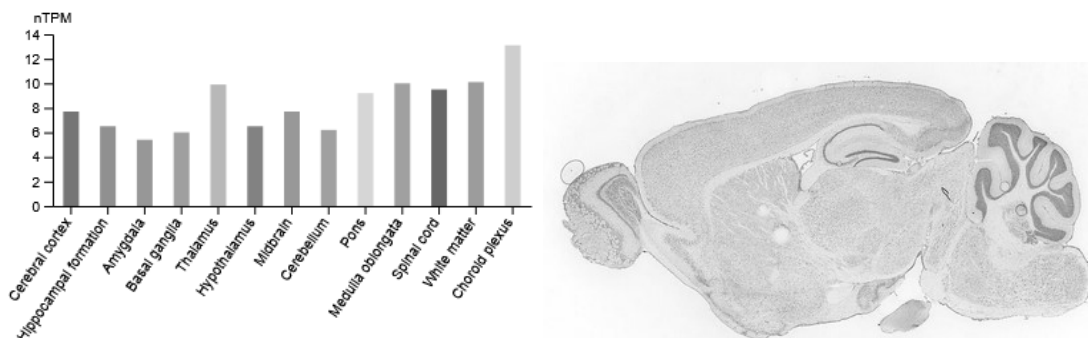 nTPM
14
12
10
8
6
4
2
0
Cerebral cortex
Hippocampal formation
Amygdala
Basal ganglia
Thalamus
Hypothalamus
Midbrain
Cerebellum
Pons
Medulla oblongata
Spinal cord
White matter
Choroid plexus